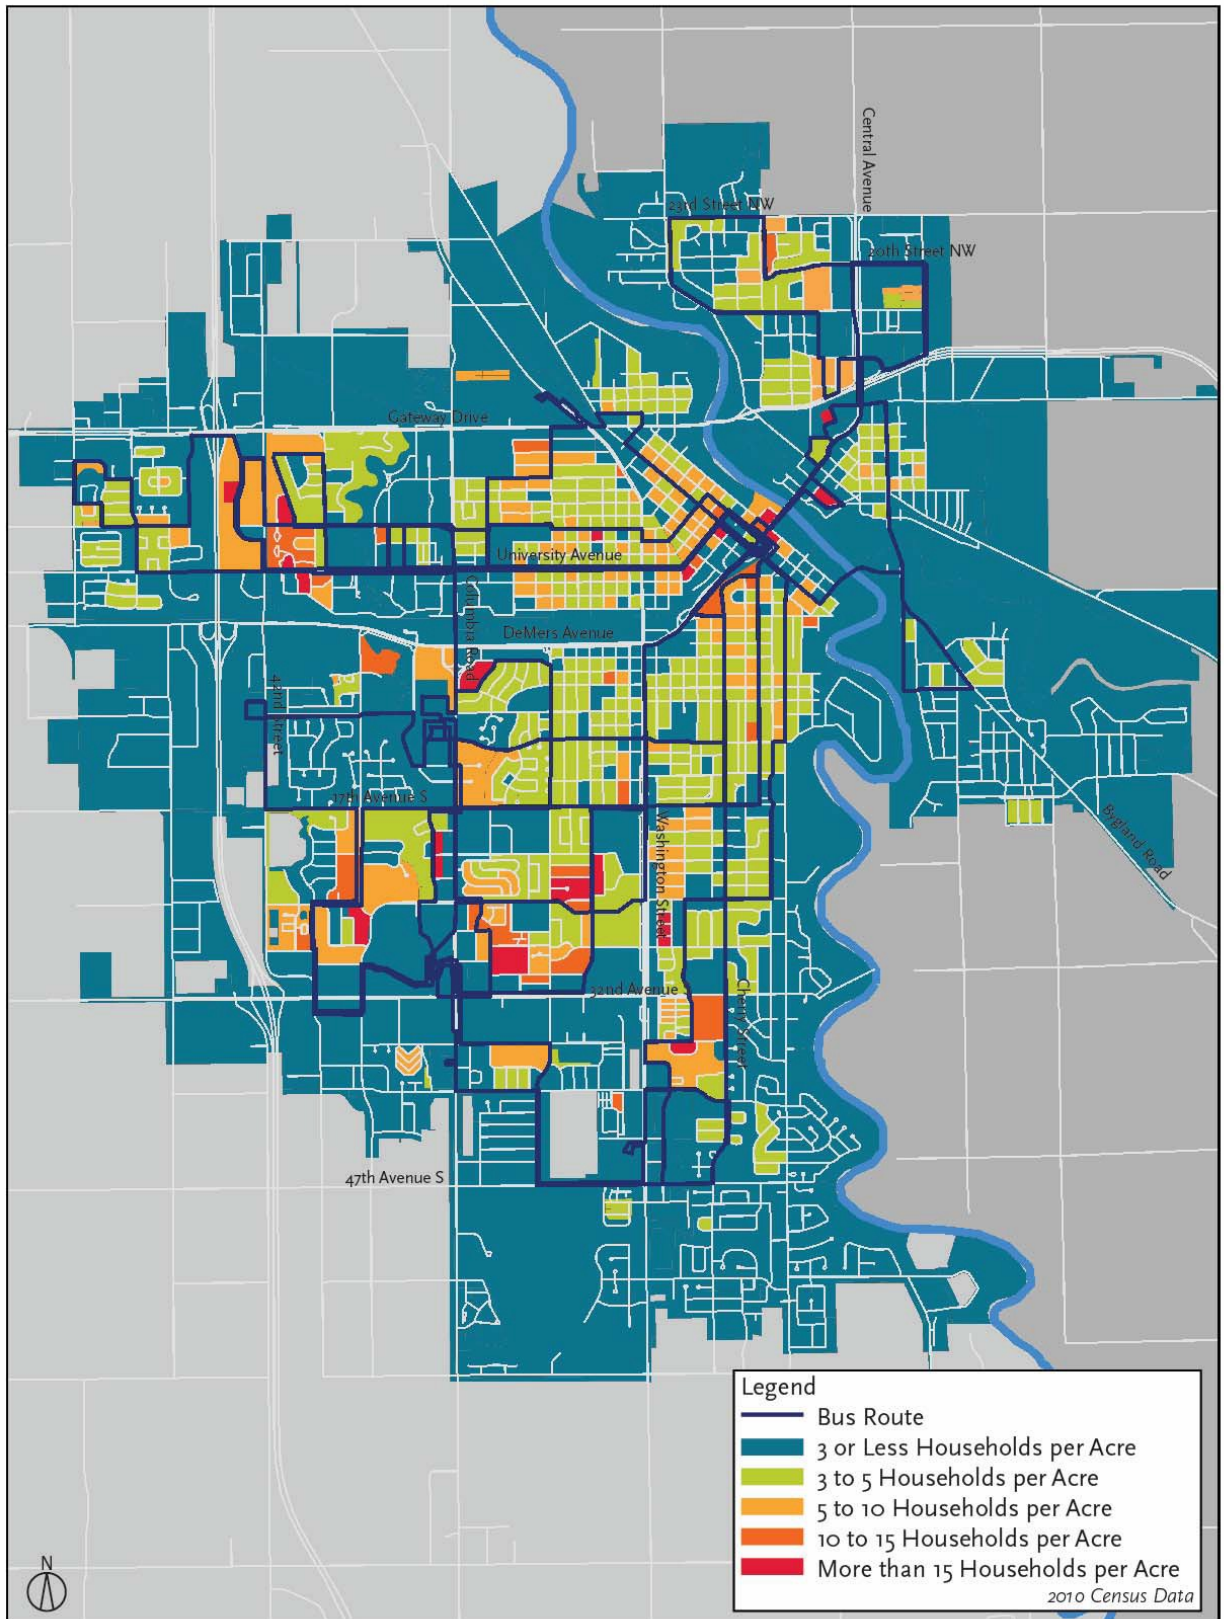 Central Avenue
23rd Street NW
20th Street NW
Gateway Drive
University Avenue
Columbia Road
DeMers Avenue
42nd Street
17th Avenue S
Washington Street
Bygland Road
32nd Avenue S
Cherry Street
47th Avenue S
Legend
Bus Route
3 or Less Households per Acre
3 to 5 Households per Acre
5 to 10 Households per Acre
10 to 15 Households per Acre
More than 15 Households per Acre
2010 Census Data
N